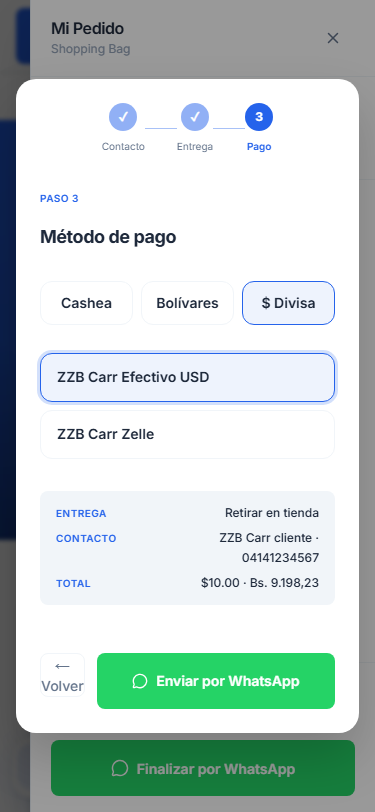 Mi Pedido
Shopping Bag
3
Contacto
Entrega
Pago
PASO 3
Método de pago
Cashea
Bolívares
$ Divisa
ZZB Carr Efectivo USD
ZZB Carr Zelle
ENTREGA
Retirar en tienda
CONTACTO
ZZB Carr cliente ·
04141234567
TOTAL
$10.00 · Bs. 9.198,23
←
Volver
Enviar por WhatsApp
Finalizar por WhatsApp